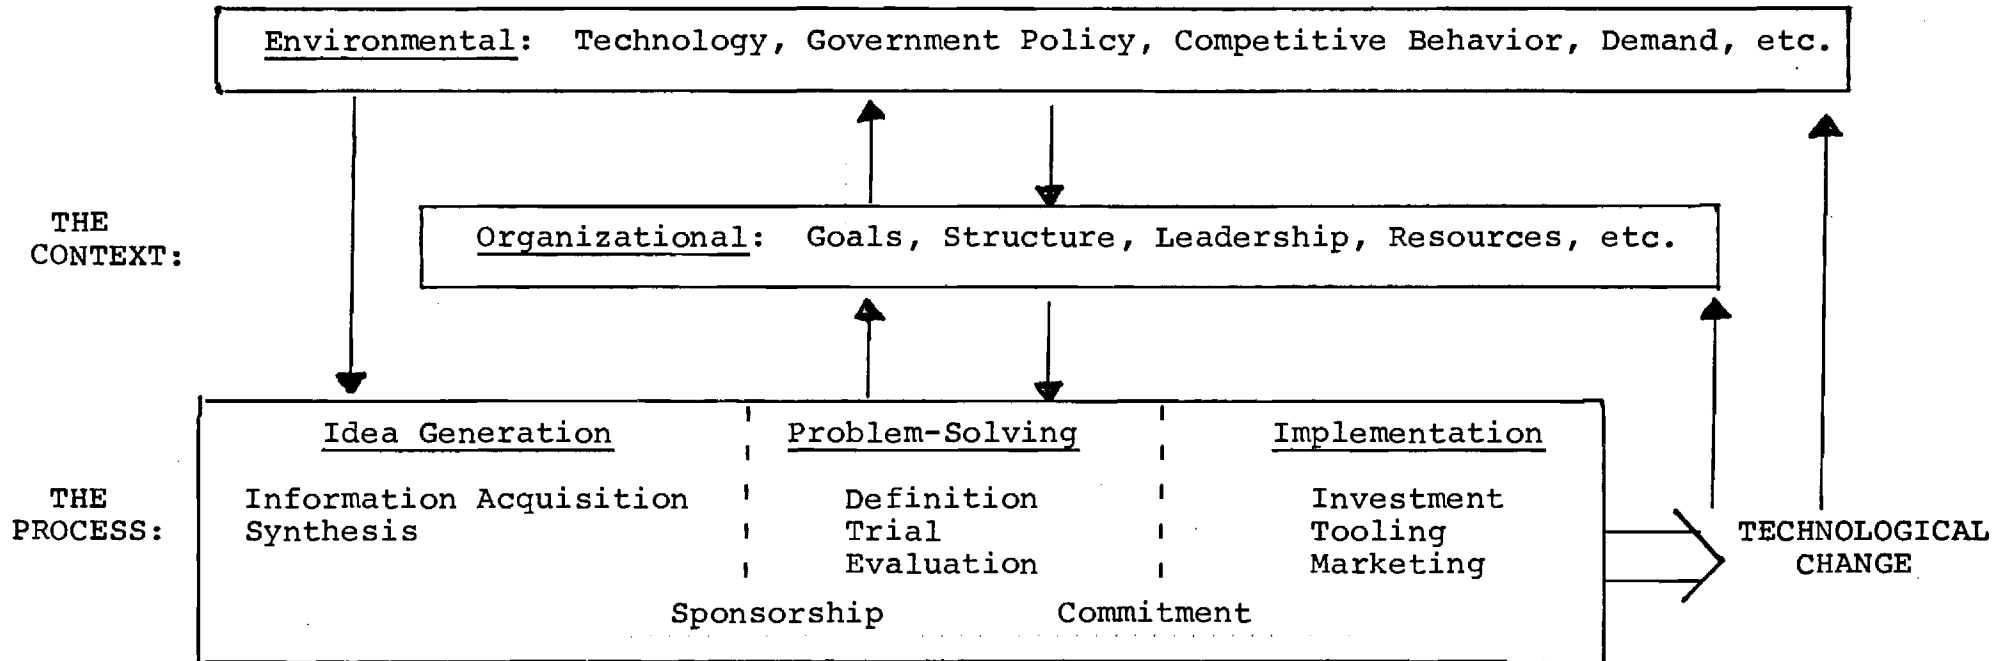 Environmental: Technology, Government Policy, Competitive Behavior, Demand, etc.
THE
CONTEXT:
Organizational: Goals, Structure, Leadership, Resources, etc.
THE
PROCESS:
Idea Generation
Information Acquisition
Synthesis
Problem-Solving
Definition
Trial
Evaluation
Implementation
Investment
Tooling
Marketing
Sponsorship
Commitment
TECHNOLOGICAL
CHANGE